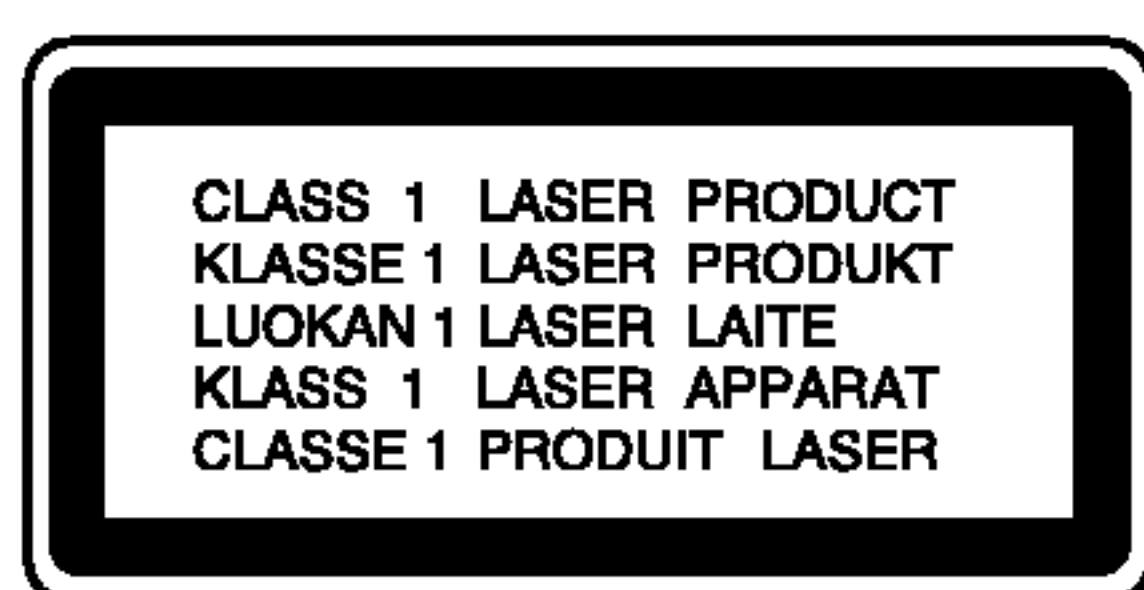 CLASS 1 LASER PRODUCT
KLASSE 1 LASER PRODUKT
LUOKAN 1 LASER LAITE
KLASS 1 LASER APPARAT
CLASSE 1 PRODUIT LASER